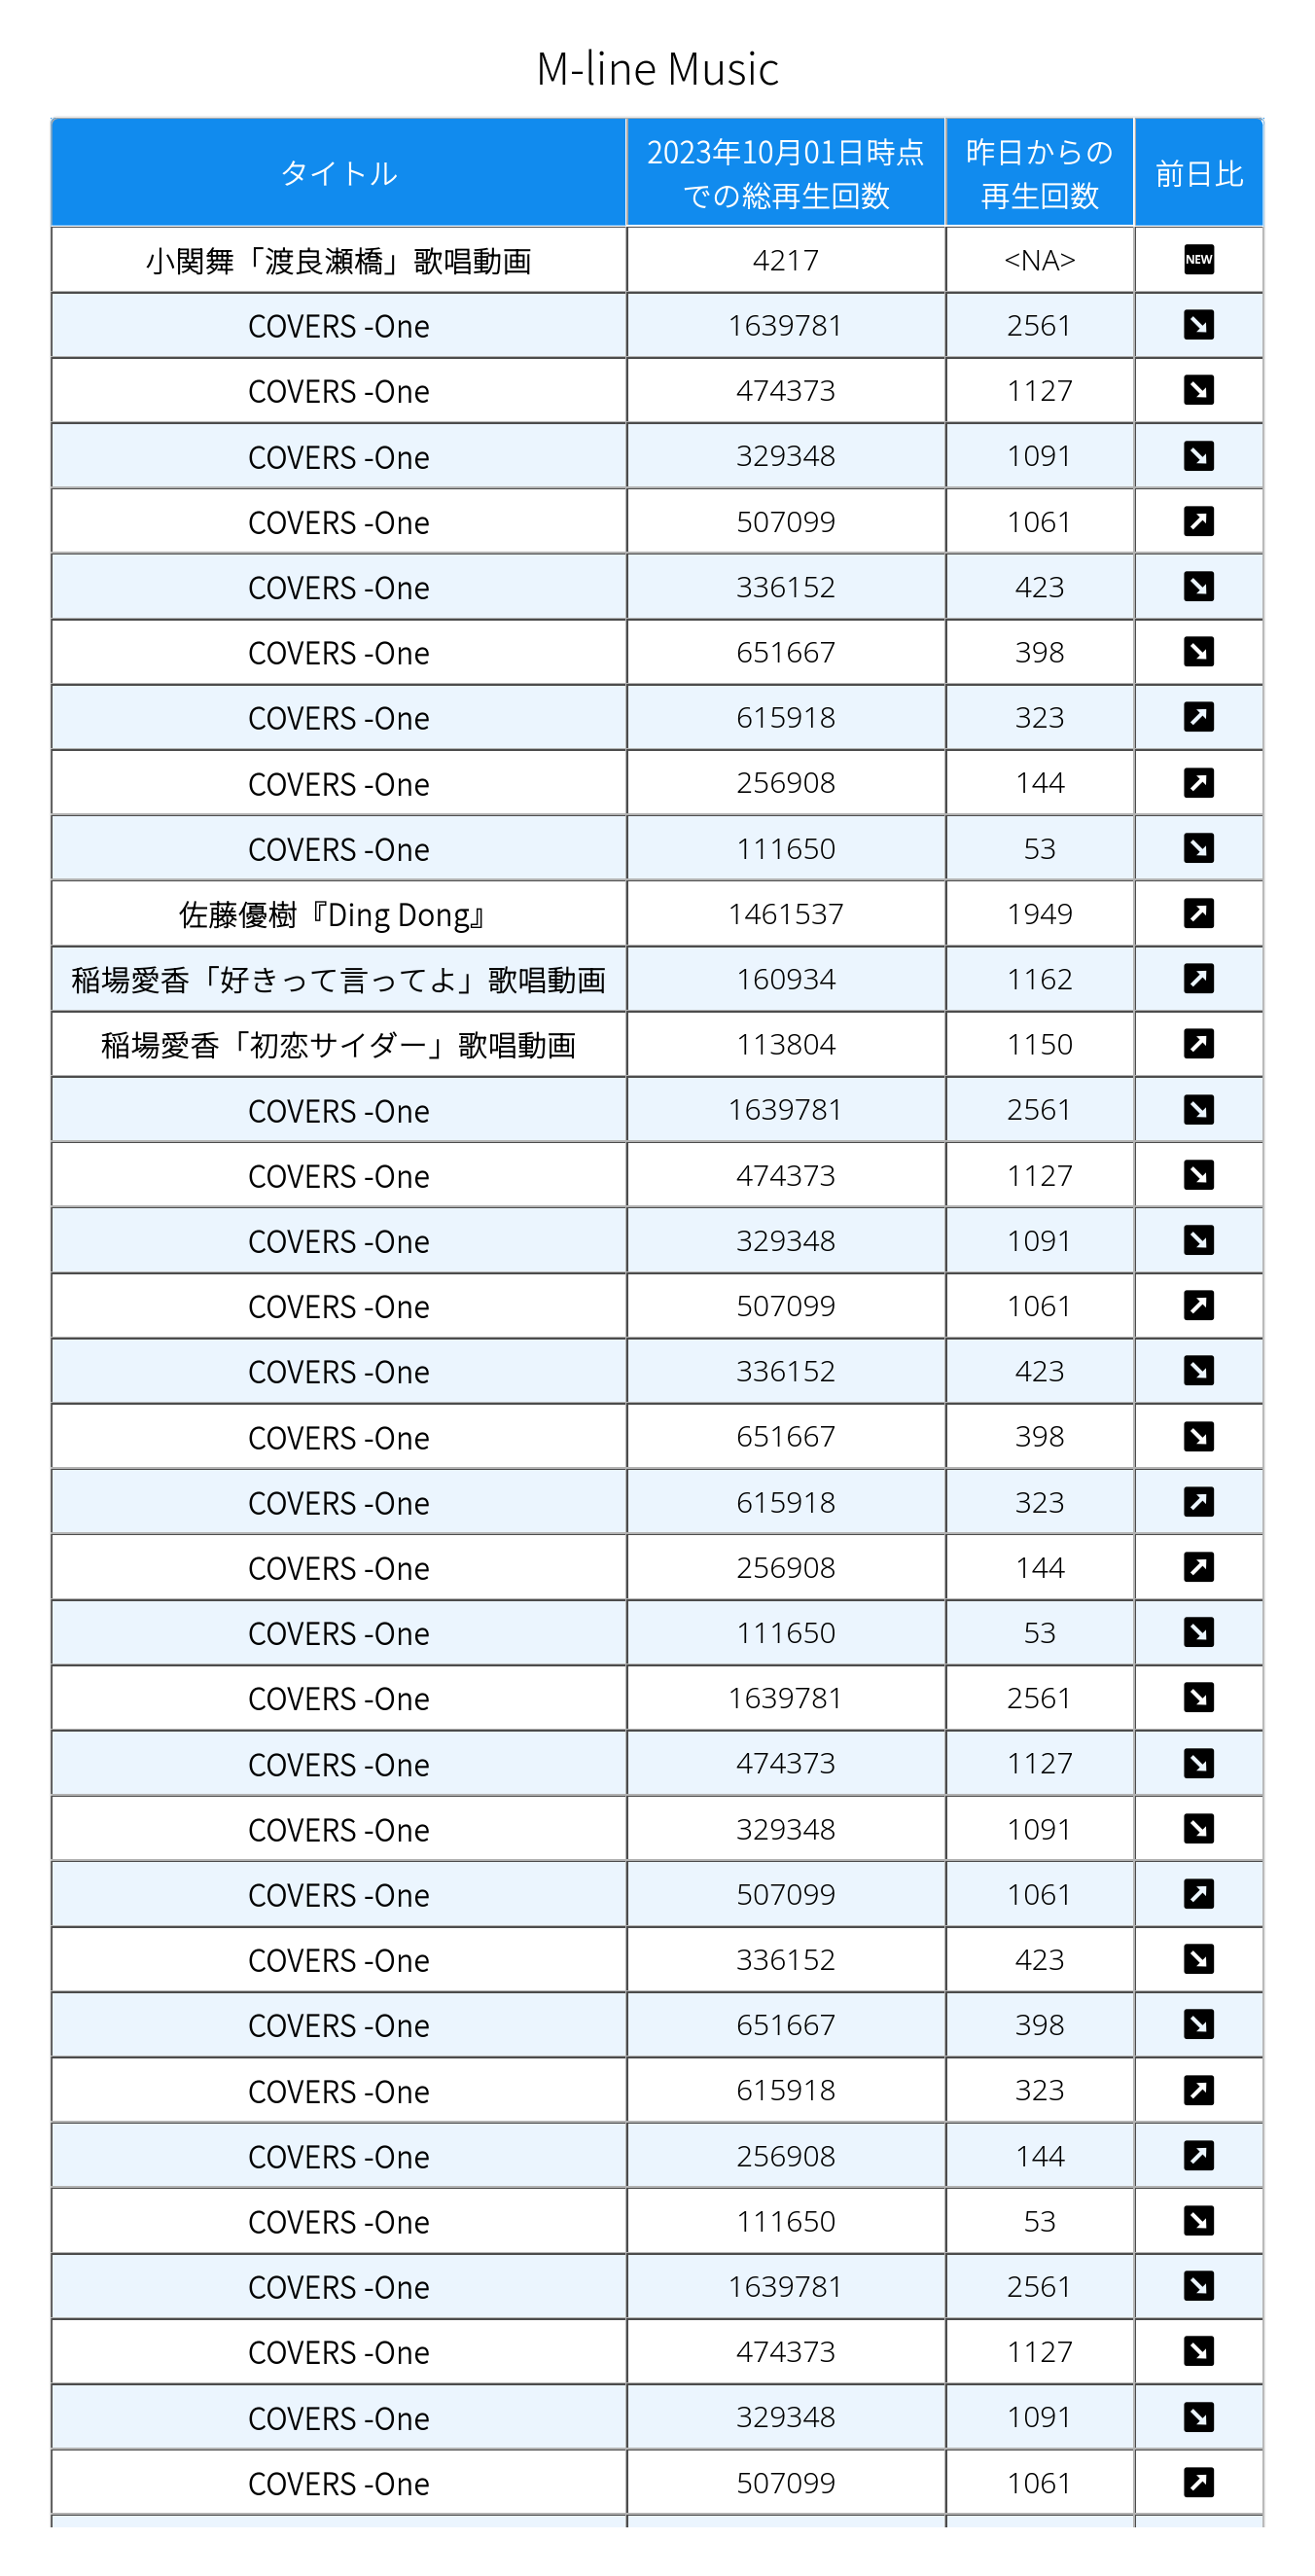 M-line Music
タイトル 2023年10月01日時点での総再生回数 昨日からの再生回数 前日比
小関舞「渡良瀬橋」歌唱動画 4217 <NA> NEW
COVERS -One 1639781 2561
COVERS -One 474373 1127
COVERS -One 329348 1091
COVERS -One 507099 1061
COVERS -One 336152 423
COVERS -One 651667 398
COVERS -One 615918 323
COVERS -One 256908 144
COVERS -One 111650 53
佐藤優樹『Ding Dong』 1461537 1949
稲場愛香「好きって言ってよ」歌唱動画 160934 1162
稲場愛香「初恋サイダー」歌唱動画 113804 1150
COVERS -One 1639781 2561
COVERS -One 474373 1127
COVERS -One 329348 1091
COVERS -One 507099 1061
COVERS -One 336152 423
COVERS -One 651667 398
COVERS -One 615918 323
COVERS -One 256908 144
COVERS -One 111650 53
COVERS -One 1639781 2561
COVERS -One 474373 1127
COVERS -One 329348 1091
COVERS -One 507099 1061
COVERS -One 336152 423
COVERS -One 651667 398
COVERS -One 615918 323
COVERS -One 256908 144
COVERS -One 111650 53
COVERS -One 1639781 2561
COVERS -One 474373 1127
COVERS -One 329348 1091
COVERS -One 507099 1061